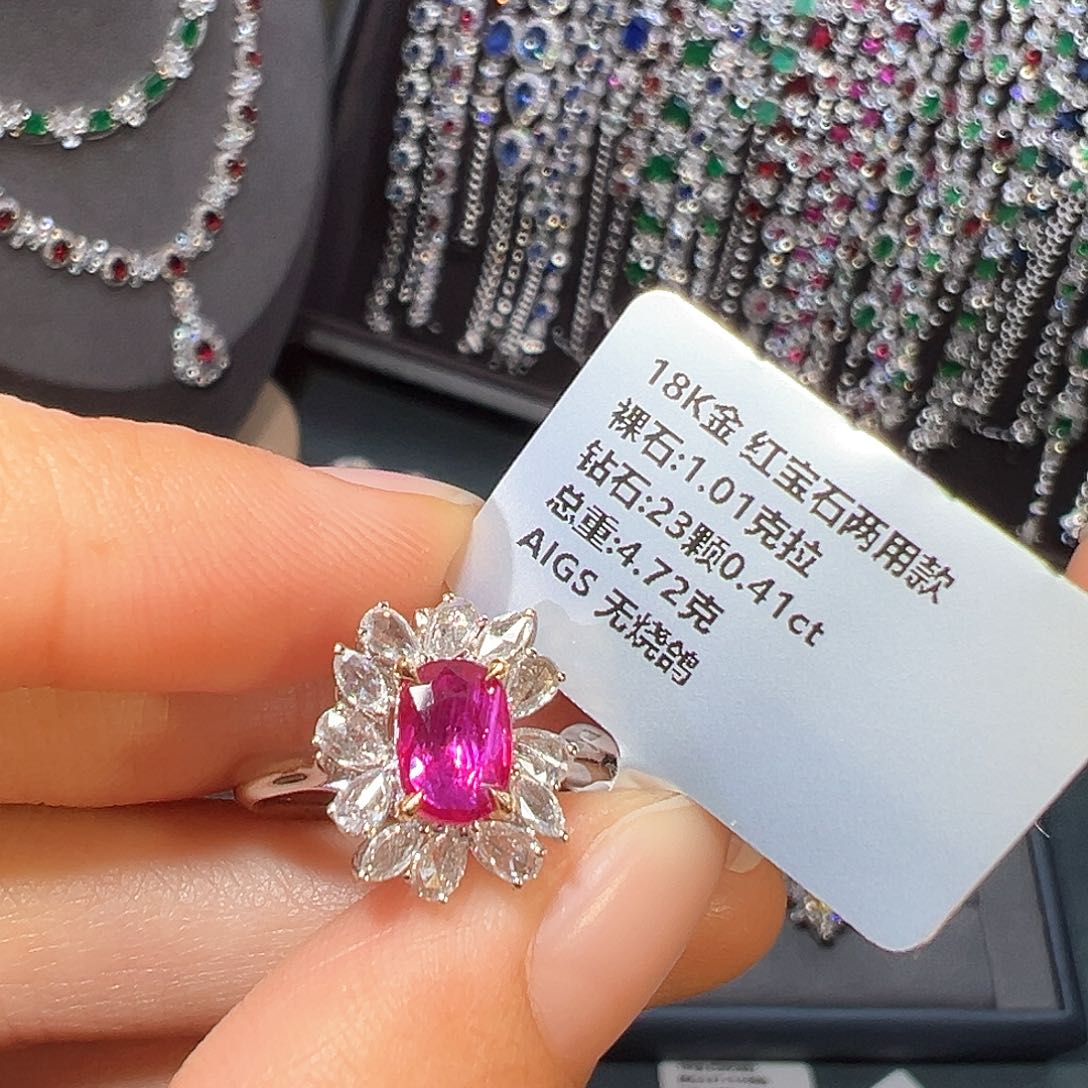 18K金 红宝石两用款
裸石:1.01克拉
钻石:23颗0.41ct
总重:4.72克
AIGS 无烧鸽